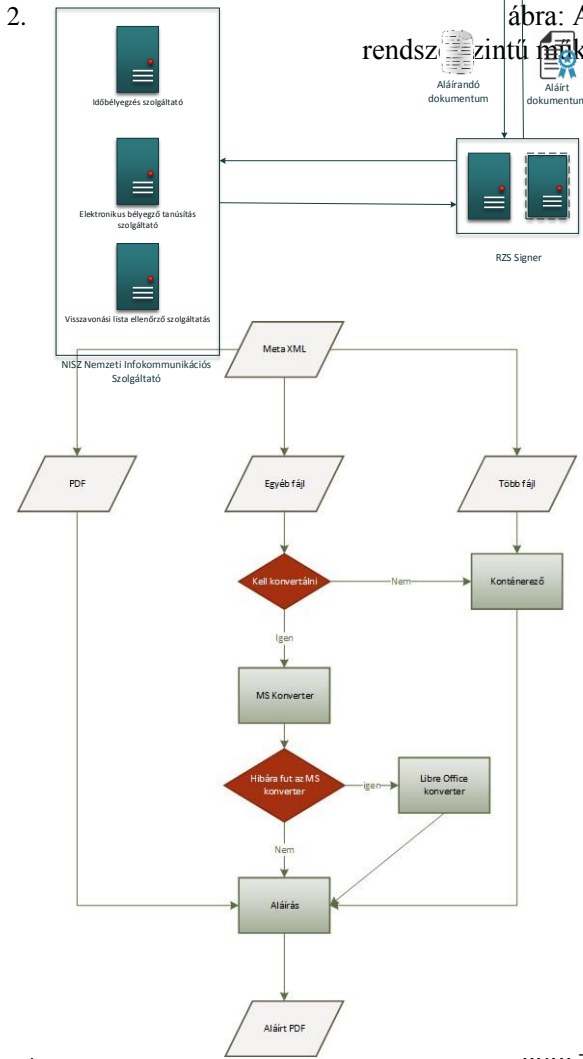 2.
ábra: A
Időbélyegzés szolgáltató
Aláírandó
dokumentum
Aláírt
dokumentum
Elektronikus bélyegző tanúsítás
szolgáltató
RZS Signer
Visszavonási lista ellenőrző szolgáltatás
NISZ Nemzeti Infokommunikációs
Szolgáltató
Meta XML
PDF
Egyéb fájl
Több fájl
Kell konvertálni
Nem
Konténerező
Igen
MS Konverter
Hibára fut az MS
konverter
igen
Libre Office
konverter
Nem
Aláírás
Aláírt PDF